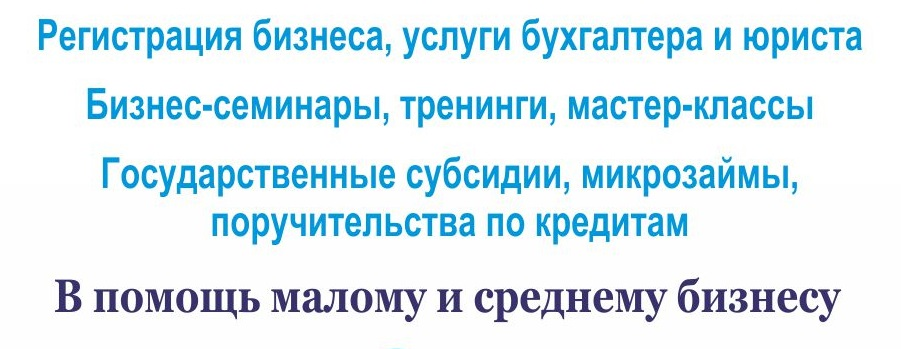 Регистрация бизнеса, услуги бухгалтера и юриста
Бизнес-семинары, тренинги, мастер-классы
Государственные субсидии, микрозаймы,
поручительства по кредитам
В помощь малому и среднему бизнесу